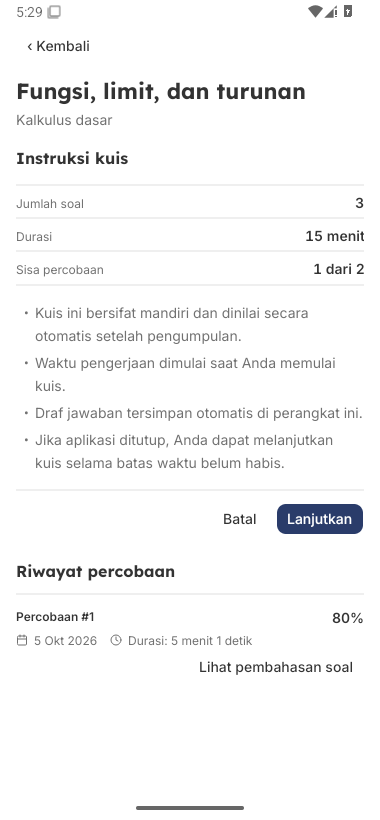 5:29
‹ Kembali
Fungsi, limit, dan turunan
Kalkulus dasar
Instruksi kuis
Jumlah soal 3
Durasi 15 menit
Sisa percobaan 1 dari 2
• Kuis ini bersifat mandiri dan dinilai secara
otomatis setelah pengumpulan.
• Waktu pengerjaan dimulai saat Anda memulai
kuis.
• Draf jawaban tersimpan otomatis di perangkat ini.
• Jika aplikasi ditutup, Anda dapat melanjutkan
kuis selama batas waktu belum habis.
Batal Lanjutkan
Riwayat percobaan
Percobaan #1 80%
5 Okt 2026 Durasi: 5 menit 1 detik
Lihat pembahasan soal